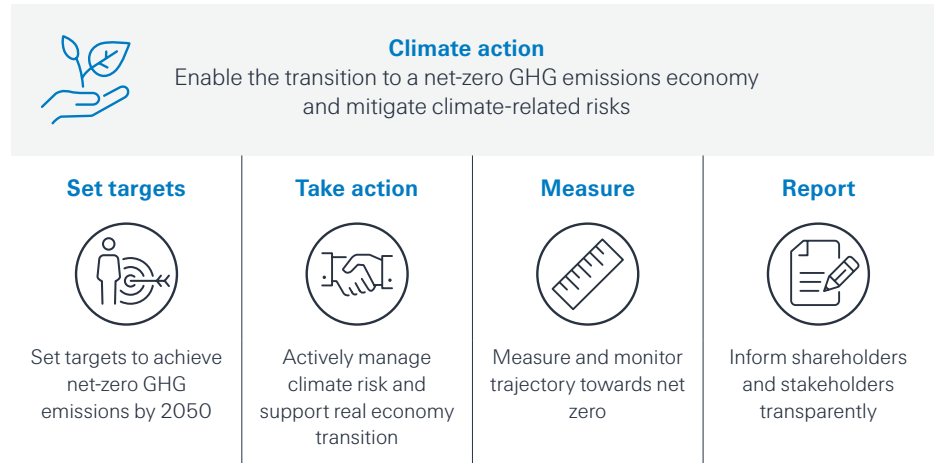 Climate action
Enable the transition to a net-zero GHG emissions economy
and mitigate climate-related risks
Set targets
Set targets to achieve
net-zero GHG
emissions by 2050
Take action
Actively manage
climate risk and
support real economy
transition
Measure
Measure and monitor
trajectory towards net
zero
Report
Inform shareholders
and stakeholders
transparently